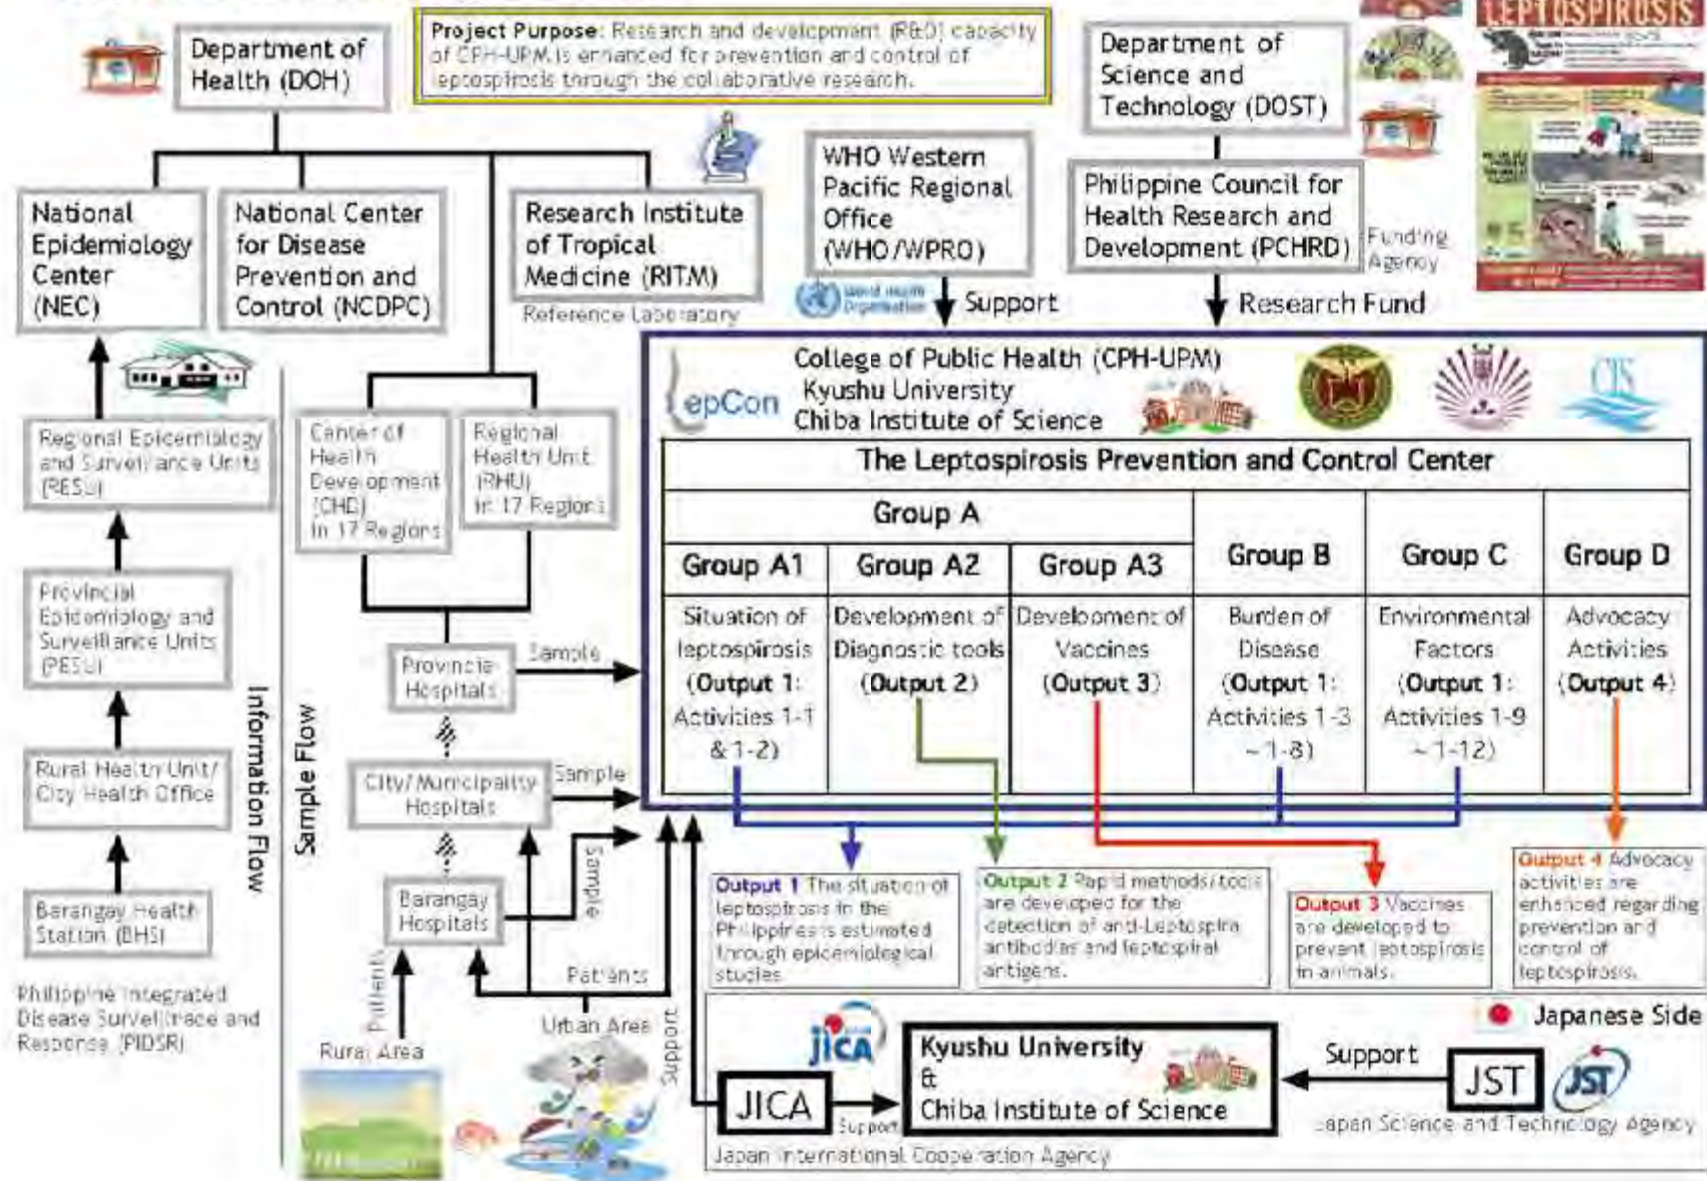 Department of
Health (DOH)
Project Purpose: Research and development (R&D) capacity
of CPH-UPM is enhanced for prevention and control of
leptospirosis through the collaborative research.
Department of
Science and
Technology (DOST)
LEPTOSPIROSIS
WHO Western
Pacific Regional
Office
(WHO/WPRO)
Philippine Council for
Health Research and
Development (PCHRD)
Funding
Agency
National
Epidemiology
Center
(NEC)
National Center
for Disease
Prevention and
Control (NCDPC)
Research Institute
of Tropical
Medicine (RITM)
Reference Laboratory
World Health
Organization
Support
Research Fund
Regional Epidemiology
and Surveillance Units
(RESU)
Provincial
Epidemiology and
Surveillance Units
(PESU)
Rural Health Unit/
City Health Office
Barangay Health
Station (BHS)
Philippine Integrated
Disease Surveillnace and
Response (PIDSR)
Information Flow
Sample Flow
Center of
Health
Development
(CHD)
in 17 Regions
Regional
Health Unit
(RHU)
in 17 Regions
Provincial
Hospitals
Sample
City/Municipality
Hospitals
Sample
Barangay
Hospitals
Sample
Patients
Patients
Rural Area
Urban Area
Support
LepCon
College of Public Health (CPH-UPM)
Kyushu University
Chiba Institute of Science
CIS
The Leptospirosis Prevention and Control Center
Group A
Group A1
Group A2
Group A3
Group B
Group C
Group D
Situation of
leptospirosis
(Output 1:
Activities 1-1
& 1-2)
Development of
Diagnostic tools
(Output 2)
Development of
Vaccines
(Output 3)
Burden of
Disease
(Output 1:
Activities 1-3
~ 1-8)
Environmental
Factors
(Output 1:
Activities 1-9
~ 1-12)
Advocacy
Activities
(Output 4)
Output 1 The situation of
leptospirosis in the
Philippines is estimated
through epidemiological
studies.
Output 2 Rapid methods/tools
are developed for the
detection of anti-Leptospira
antibodies and leptospiral
antigens.
Output 3 Vaccines
are developed to
prevent leptospirosis
in animals.
Output 4 Advocacy
activities are
enhanced regarding
prevention and
control of
leptospirosis.
Japanese Side
jICA
JICA
Support
Kyushu University
&
Chiba Institute of Science
Support
JST
JST
Japan Science and Technology Agency
Japan International Cooperation Agency